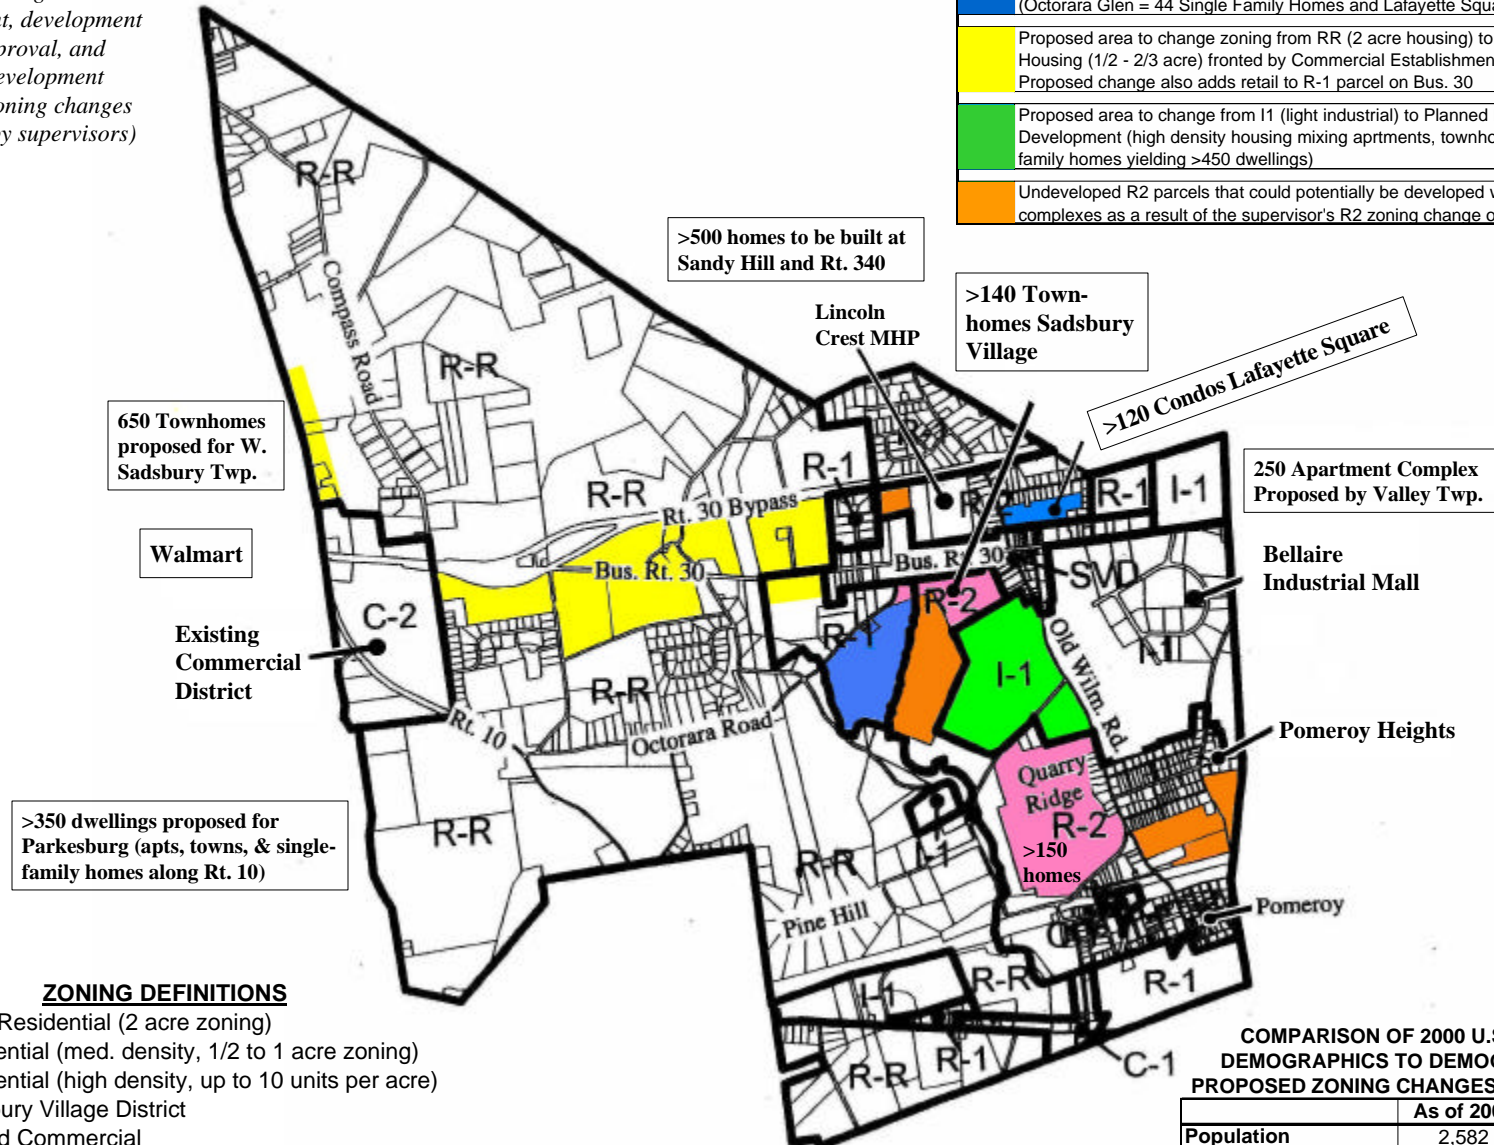 , development
proval, and
evelopment
oning changes
by supervisors)
(Octorara Glen = 44 Single Family Homes and Lafayette Squa
Proposed area to change zoning from RR (2 acre housing) to
Housing (1/2 - 2/3 acre) fronted by Commercial Establishmen
Proposed change also adds retail to R-1 parcel on Bus. 30
Proposed area to change from I1 (light industrial) to Planned
Development (high density housing mixing aprtments, townho
family homes yielding >450 dwellings)
Undeveloped R2 parcels that could potentially be developed w
complexes as a result of the supervisor's R2 zoning change o
R-R
Compass Road
R-R
>500 homes to be built at
Sandy Hill and Rt. 340
Lincoln
Crest MHP
>140 Town-
homes Sadsbury
Village
>120 Condos Lafayette Square
650 Townhomes
proposed for W.
Sadsbury Twp.
250 Apartment Complex
Proposed by Valley Twp.
R-1
R-R
Rt. 30 Bypass
R-1
I-1
Walmart
Bus. Rt. 30
Bus. Rt. 30
SVD
Bellaire
Industrial Mall
C-2
R-2
R-1
Existing
Commercial
District
Old Wilm. Rd.
I-1
I-1
R-R
Rt. 10
Octorara Road
Pomeroy Heights
Quarry
Ridge
R-2
>150
homes
>350 dwellings proposed for
Parkesburg (apts, towns, & single-
family homes along Rt. 10)
R-R
R-R
I-1
Pine Hill
Pomeroy
R-R
R-1
I-1
R-1
R-R
C-1
ZONING DEFINITIONS
Residential (2 acre zoning)
ential (med. density, 1/2 to 1 acre zoning)
ential (high density, up to 10 units per acre)
ury Village District
d Commercial
COMPARISON OF 2000 U.S
DEMOGRAPHICS TO DEMOG
PROPOSED ZONING CHANGES
As of 200
Population 2,582